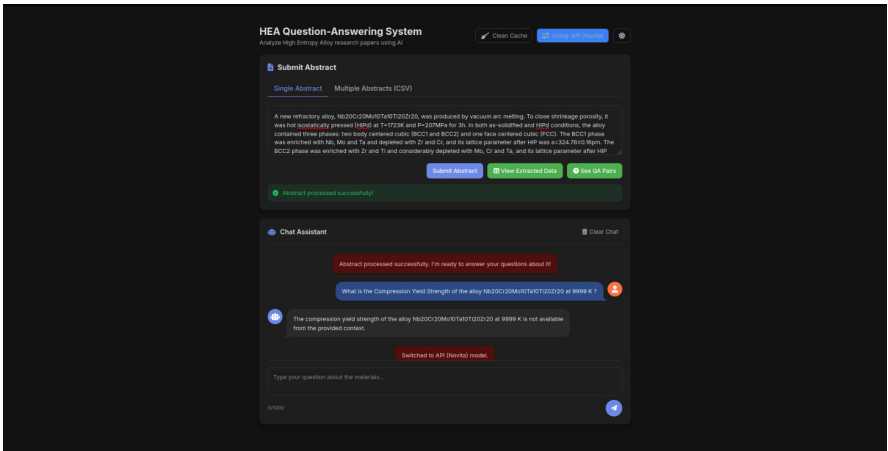 HEA Question-Answering System
Analyze High Entropy Alloy research papers using AI
Clean Cache
Using API (Novita)
Submit Abstract
Single Abstract
Multiple Abstracts (CSV)
A new refractory alloy, Nb20Cr20Mo10Ta10Ti20Zr20, was produced by vacuum arc melting. To close shrinkage porosity, it
was hot isostatically pressed (HIPd) at T=1723K and P=207MPa for 3h. In both as-solidified and HIPd conditions, the alloy
contained three phases: two body centered cubic (BCC1 and BCC2) and one face centered cubic (FCC). The BCC1 phase
was enriched with Nb, Mo and Ta and depleted with Zr and Cr, and its lattice parameter after HIP was a=324.76±0.16pm. The
BCC2 phase was enriched with Zr and Ti and considerably depleted with Mo, Cr and Ta, and its lattice parameter after HIP
Submit Abstract
View Extracted Data
See QA Pairs
Abstract processed successfully!
Chat Assistant
Clear Chat
Abstract processed successfully. I'm ready to answer your questions about it!
What is the Compression Yield Strength of the alloy Nb20Cr20Mo10Ta10Ti20Zr20 at 9999 K ?
The compression yield strength of the alloy Nb20Cr20Mo10Ta10Ti20Zr20 at 9999 K is not available
from the provided context.
Switched to API (Novita) model.
Type your question about the materials...
0/1000